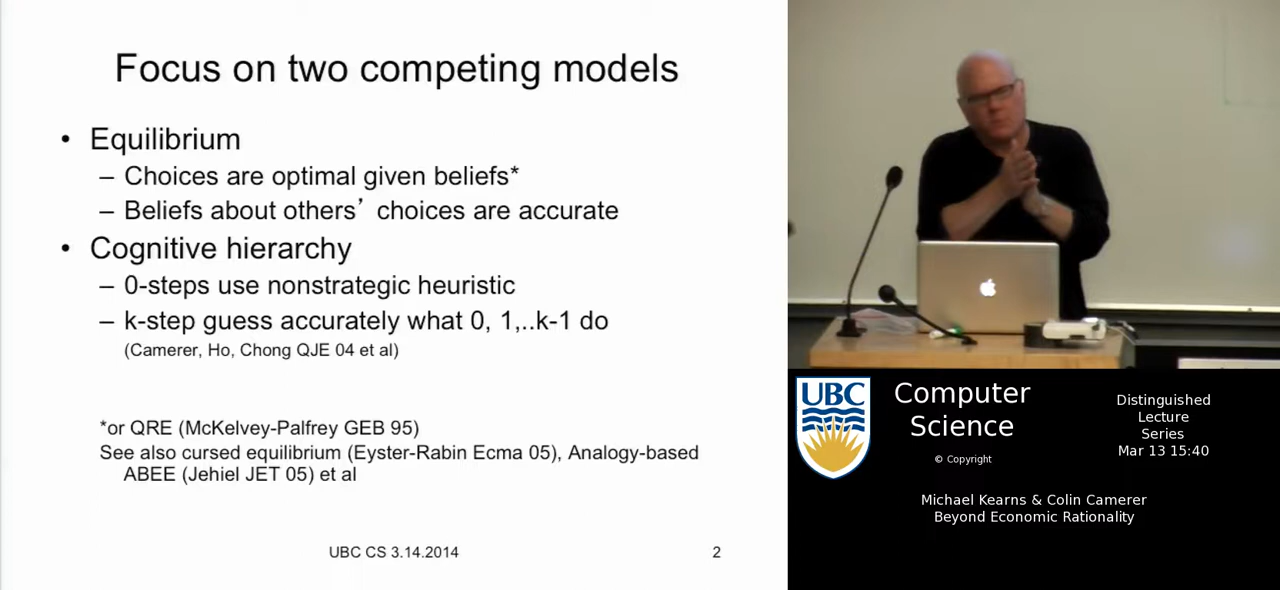 Focus on two competing models
• Equilibrium
– Choices are optimal given beliefs*
– Beliefs about others’ choices are accurate
• Cognitive hierarchy
– 0-steps use nonstrategic heuristic
– k-step guess accurately what 0, 1,..k-1 do
(Camerer, Ho, Chong QJE 04 et al)
*or QRE (McKelvey-Palfrey GEB 95)
See also cursed equilibrium (Eyster-Rabin Ecma 05), Analogy-based
ABEE (Jehiel JET 05) et al
UBC CS 3.14.2014
2
UBC
Computer
Science
© Copyright
Distinguished
Lecture
Series
Mar 13 15:40
Michael Kearns & Colin Camerer
Beyond Economic Rationality